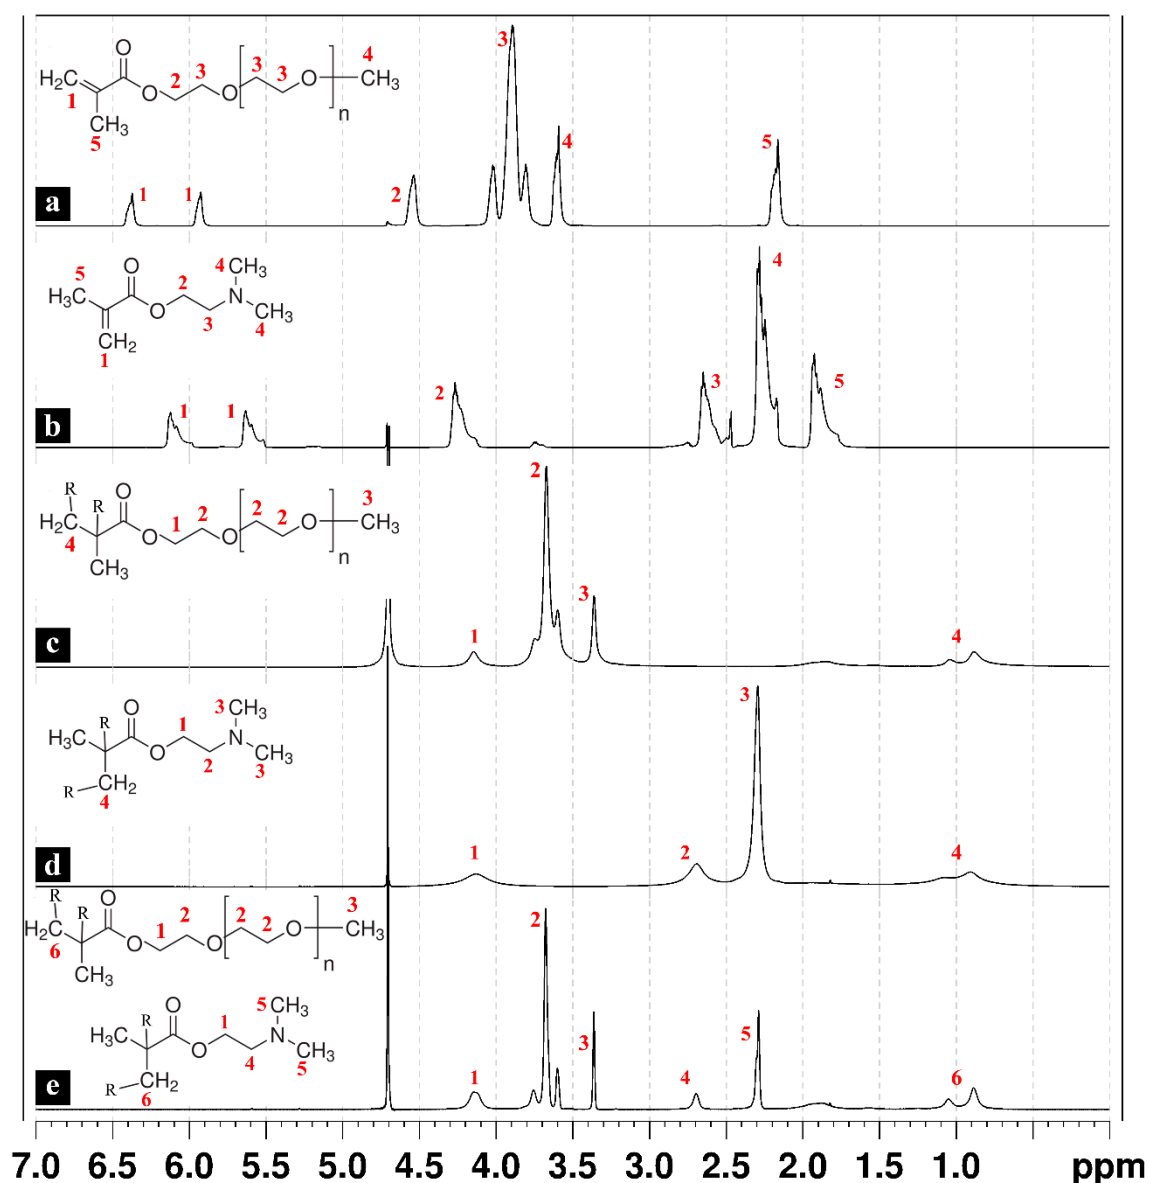 3
O
4
3 3
H₂C 2 3 O CH₃
1 O O
n
CH₃
5
4
5
1 1 2
a
4
4 CH₃
5 O 2
H₃C N
O CH₃
3 4
CH₂
1
3 5
2
1 1
b
2
R
R O 2 2 3
H₂C 1 2 O 2 O CH₃
4 O
n
CH₃
3
1 4
c
3
3 CH₃
R O 1
H₃C N
O CH₃
2 3
R CH₂
4
1 2 4
d
R
R O 2 2 3
H₂C 1 O 2 O CH₃
6 O
n
CH₃
2
5 CH₃
R O 1
H₃C N
O CH₃
4 5
R CH₂
6
3 5
1 4 6
e
7.0 6.5 6.0 5.5 5.0 4.5 4.0 3.5 3.0 2.5 2.0 1.5 1.0 ppm